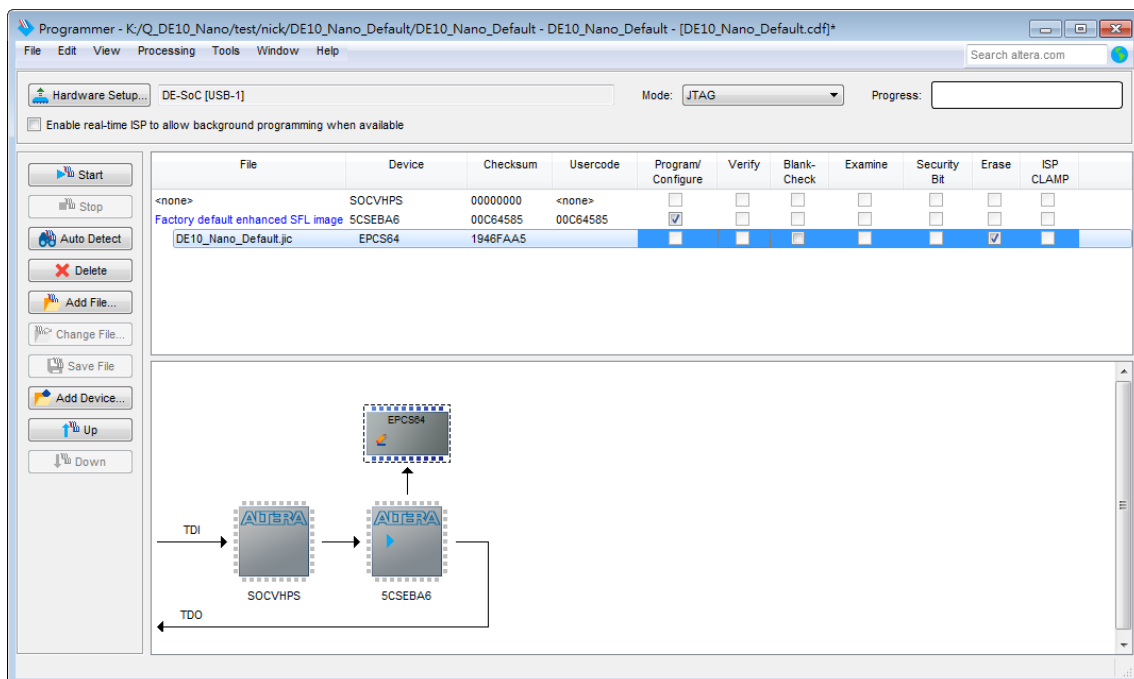 Programmer - K:/Q_DE10_Nano/test/nick/DE10_Nano_Default/DE10_Nano_Default - DE10_Nano_Default - [DE10_Nano_Default.cdf]*
File Edit View Processing Tools Window Help
Search altera.com
Hardware Setup... DE-SoC [USB-1] Mode: JTAG Progress:
Enable real-time ISP to allow background programming when available
Start
Stop
Auto Detect
Delete
Add File...
Change File...
Save File
Add Device...
Up
Down
File Device Checksum Usercode Program/ Verify Blank- Examine Security Erase ISP
Configure Check Bit CLAMP
<none> SOCVHPS 00000000 <none>
Factory default enhanced SFL image 5CSEBA6 00C64585 00C64585
DE10_Nano_Default.jic EPCS64 1946FAA5
EPCS64
TDI
ALTERA
ALTERA
SOCVHPS
5CSEBA6
TDO